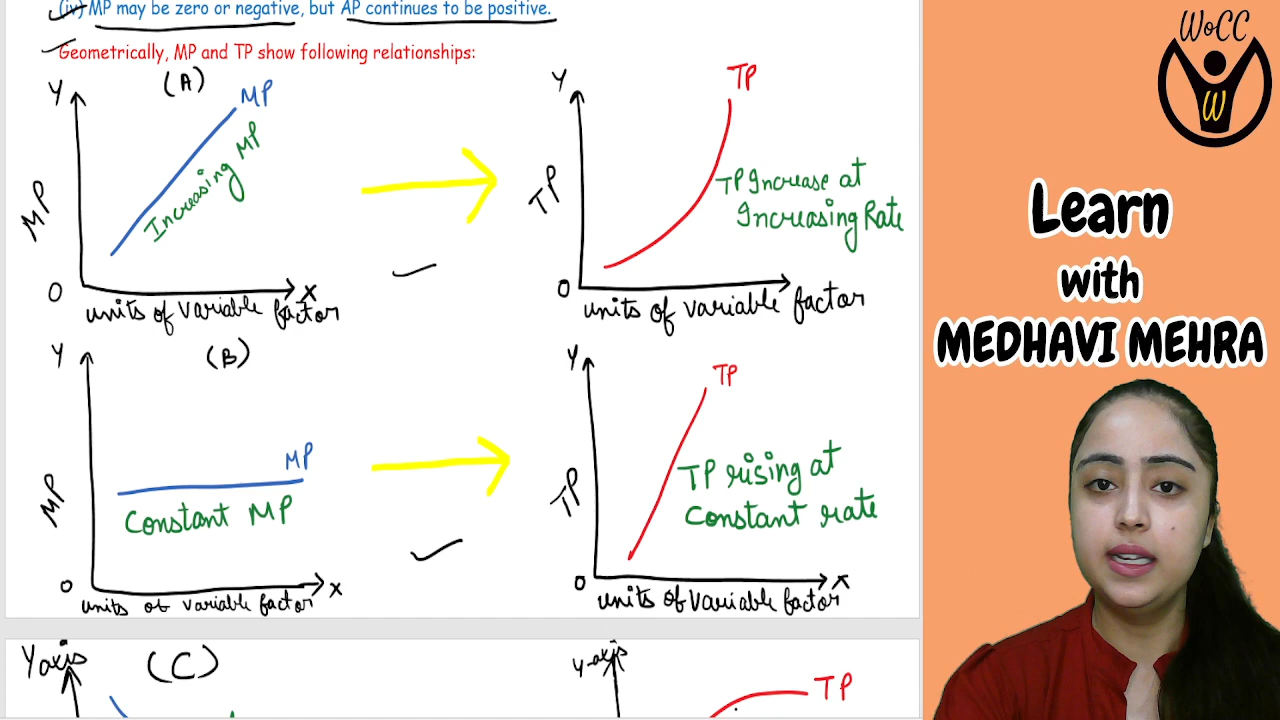 (iv) MP may be zero or negative, but AP continues to be positive.
Geometrically, MP and TP show following relationships:
(A)
Y
MP
Increasing MP
MP
0
X
units of variable factor
Y
TP
TP Increase at
Increasing Rate
TP
0
units of variable factor
(B)
Y
MP
Constant MP
MP
0
X
units of variable factor
Y
TP
TP rising at
Constant rate
TP
0
X
units of variable factor
Y axis
(C)
Y-axis
TP
WoCC
W
Learn
with
MEDHAVI MEHRA